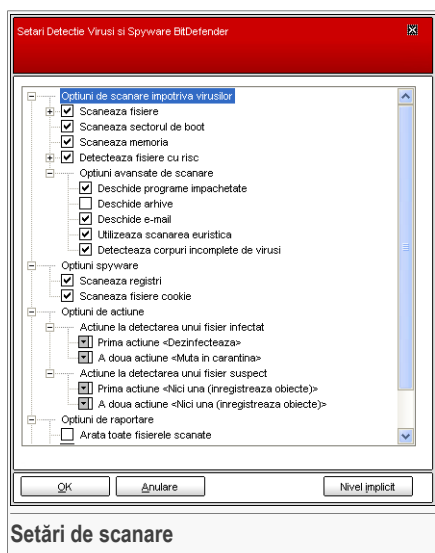 Setari Detectie Virusi si Spyware BitDefender
Optiuni de scanare impotriva virusilor
Scaneaza fisiere
Scaneaza sectorul de boot
Scaneaza memoria
Detecteaza fisiere cu risc
Optiuni avansate de scanare
Deschide programe impachetate
Deschide arhive
Deschide e-mail
Utilizeaza scanarea euristica
Detecteaza corpuri incomplete de virusi
Optiuni spyware
Scaneaza registri
Scaneaza fisiere cookie
Optiuni de actiune
Actiune la detectarea unui fisier infectat
Prima actiune <Dezinfecteaza>
A doua actiune <Muta in carantina>
Actiune la detectarea unui fisier suspect
Prima actiune <Nici una (inregistreaza obiecte)>
A doua actiune <Nici una (inregistreaza obiecte)>
Optiuni de raportare
Arata toate fisierele scanate
OK Anulare Nivel implicit
Setări de scanare